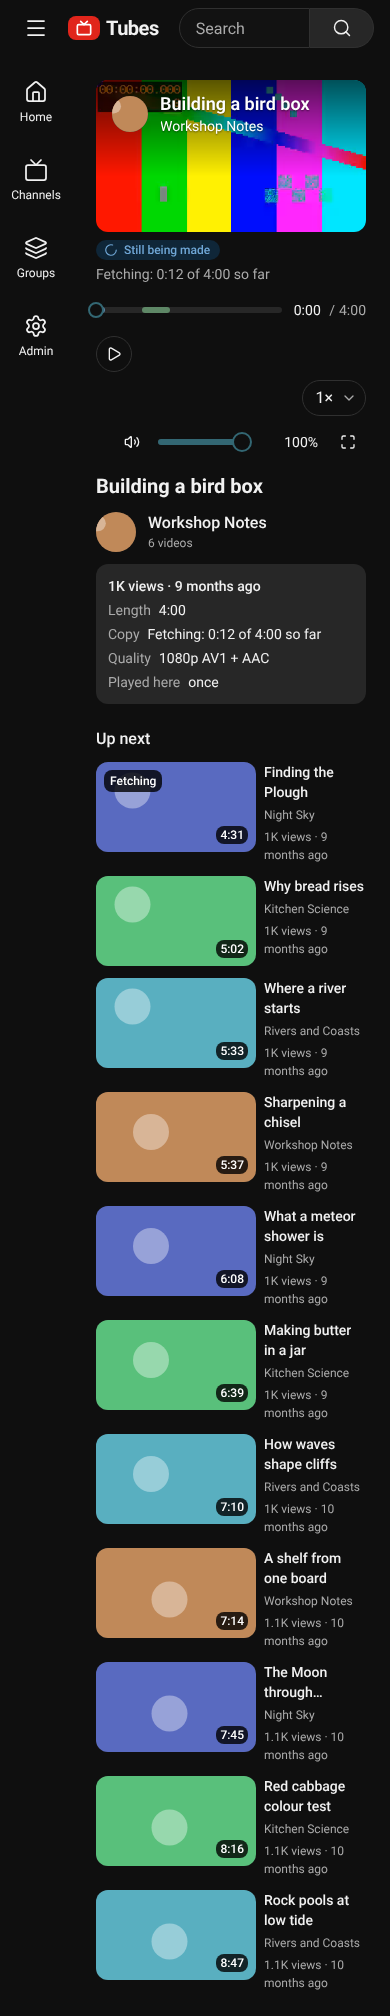 Tubes
Search
Home
Channels
Groups
Admin
00:00:00.000
Building a bird box
Workshop Notes
Still being made
Fetching: 0:12 of 4:00 so far
0:00 / 4:00
1×
100%
Building a bird box
Workshop Notes
6 videos
1K views · 9 months ago
Length 4:00
Copy Fetching: 0:12 of 4:00 so far
Quality 1080p AV1 + AAC
Played here once
Up next
Fetching
4:31
Finding the
Plough
Night Sky
1K views · 9
months ago
5:02
Why bread rises
Kitchen Science
1K views · 9
months ago
5:33
Where a river
starts
Rivers and Coasts
1K views · 9
months ago
5:37
Sharpening a
chisel
Workshop Notes
1K views · 9
months ago
6:08
What a meteor
shower is
Night Sky
1K views · 9
months ago
6:39
Making butter
in a jar
Kitchen Science
1K views · 9
months ago
7:10
How waves
shape cliffs
Rivers and Coasts
1K views · 10
months ago
7:14
A shelf from
one board
Workshop Notes
1.1K views · 10
months ago
7:45
The Moon
through...
Night Sky
1.1K views · 10
months ago
8:16
Red cabbage
colour test
Kitchen Science
1.1K views · 10
months ago
8:47
Rock pools at
low tide
Rivers and Coasts
1.1K views · 10
months ago